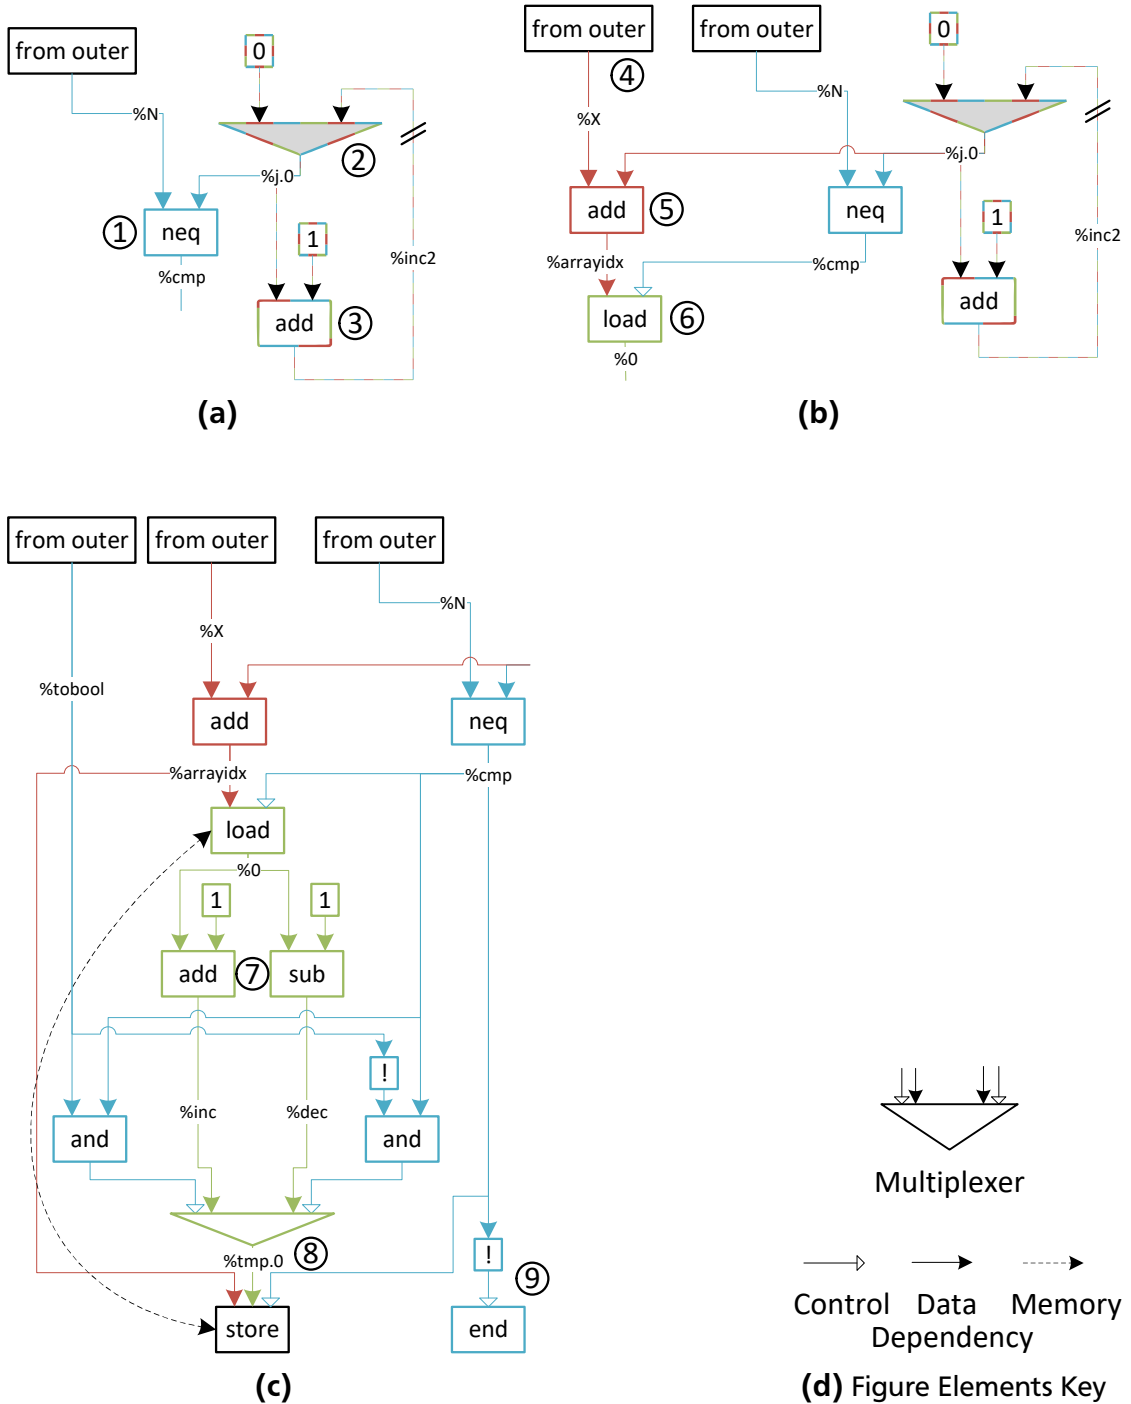 from outer
0
%N
②
%j.0
① neq
1
%inc2
%cmp
add ③
(a)
from outer
from outer
0
④
%N
%X
%j.0
add ⑤
neq
1
%inc2
%arrayidx
%cmp
load ⑥
add
%0
(b)
from outer
from outer
from outer
%N
%X
%tobool
add
neq
%arrayidx
%cmp
load
%0
1
1
add ⑦ sub
!
%inc
%dec
and
and
⑧
%tmp.0
!
⑨
store
end
(c)
Multiplexer
Control Data Memory
Dependency
(d) Figure Elements Key